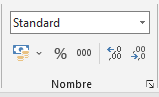 Standard
% 000 ←,0 ,00
,00 →,0
Nombre